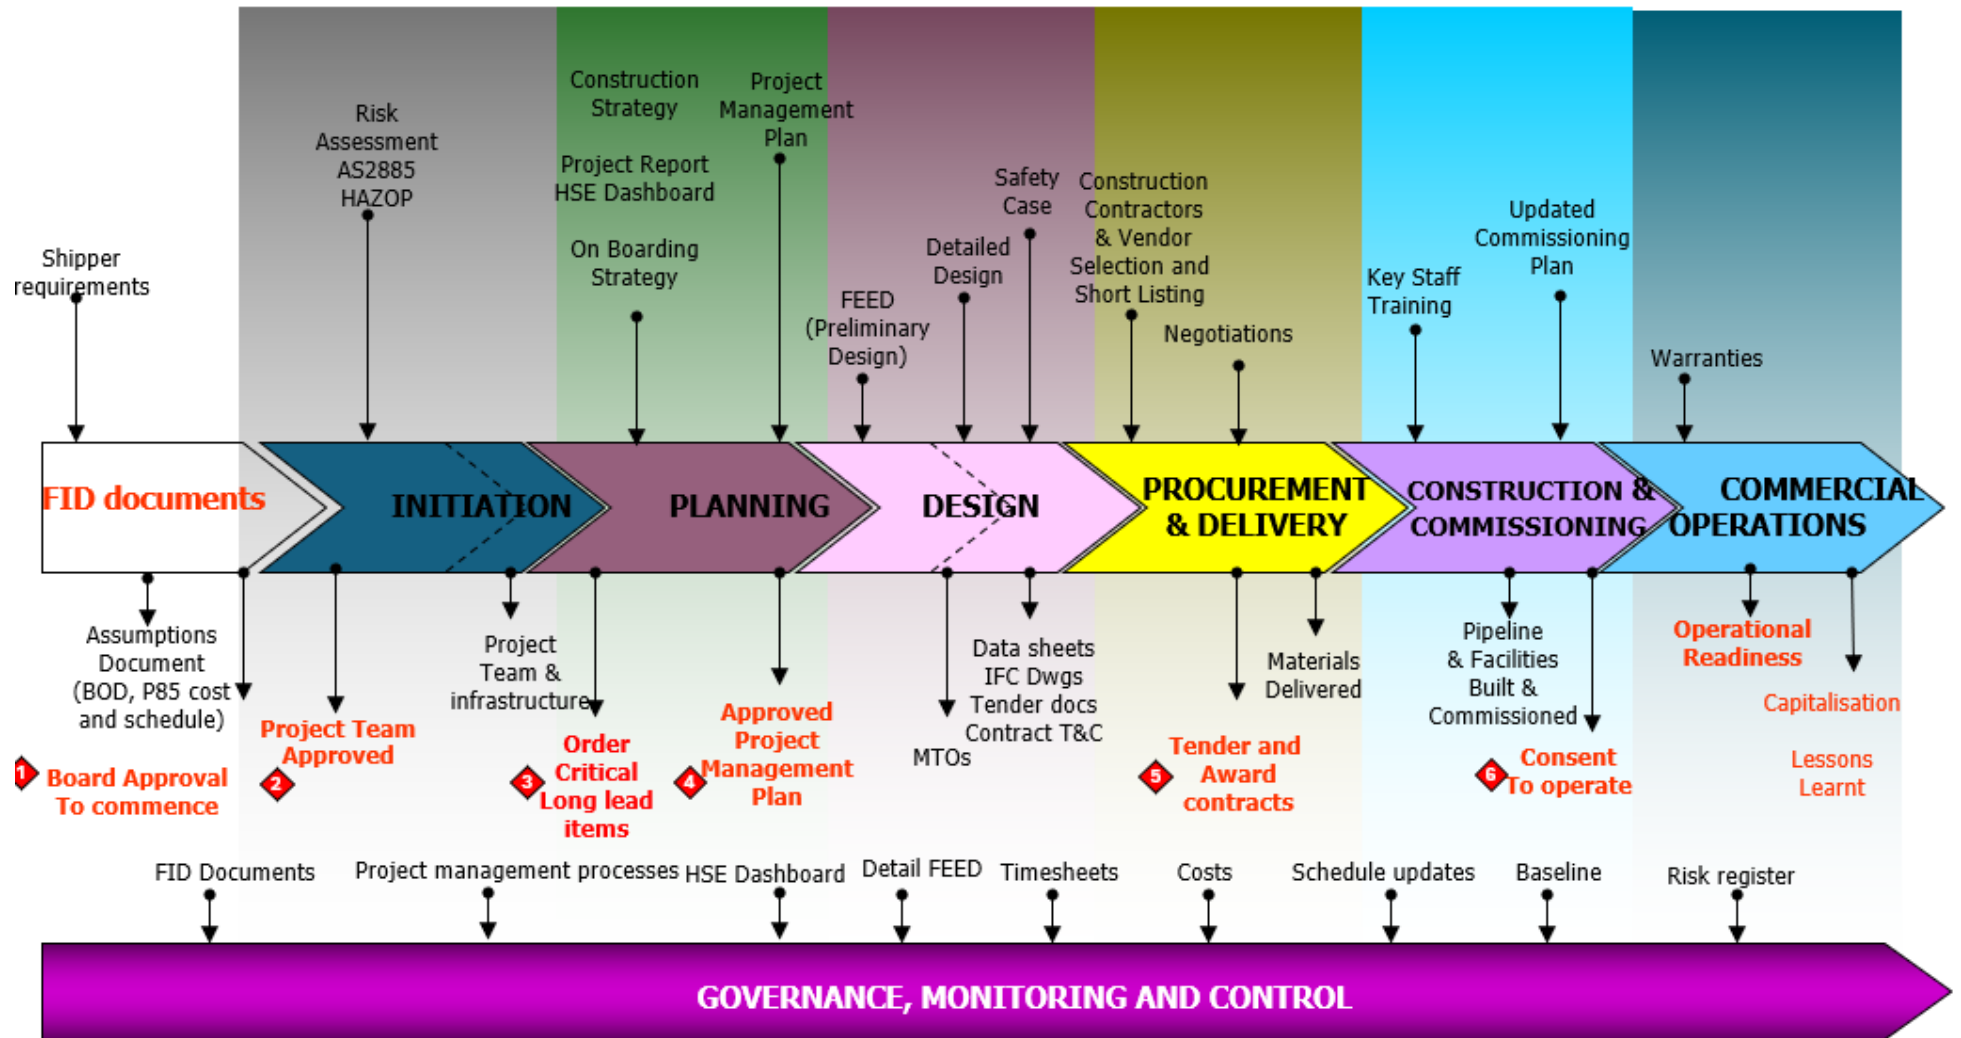 Risk
Assessment
AS2885
HAZOP
Construction
Strategy
Project Report
HSE Dashboard
On Boarding
Strategy
Project
Management
Plan
Shipper
requirements
FEED
(Preliminary
Design)
Detailed
Design
Safety
Case
Construction
Contractors
& Vendor
Selection and
Short Listing
Negotiations
Key Staff
Training
Updated
Commissioning
Plan
Warranties
FID documents
INITIATION
PLANNING
DESIGN
PROCUREMENT
& DELIVERY
CONSTRUCTION &
COMMISSIONING
COMMERCIAL
OPERATIONS
Assumptions
Document
(BOD, P85 cost
and schedule)
1
Board Approval
To commence
Project Team
Approved
2
Project
Team &
infrastructure
3
Order
Critical
Long lead
items
4
Approved
Project
Management
Plan
MTOs
Data sheets
IFC Dwgs
Tender docs
Contract T&C
5
Tender and
Award
contracts
Materials
Delivered
Pipeline
& Facilities
Built &
Commissioned
6
Consent
To operate
Operational
Readiness
Capitalisation
Lessons
Learnt
FID Documents
Project management processes
HSE Dashboard
Detail FEED
Timesheets
Costs
Schedule updates
Baseline
Risk register
GOVERNANCE, MONITORING AND CONTROL